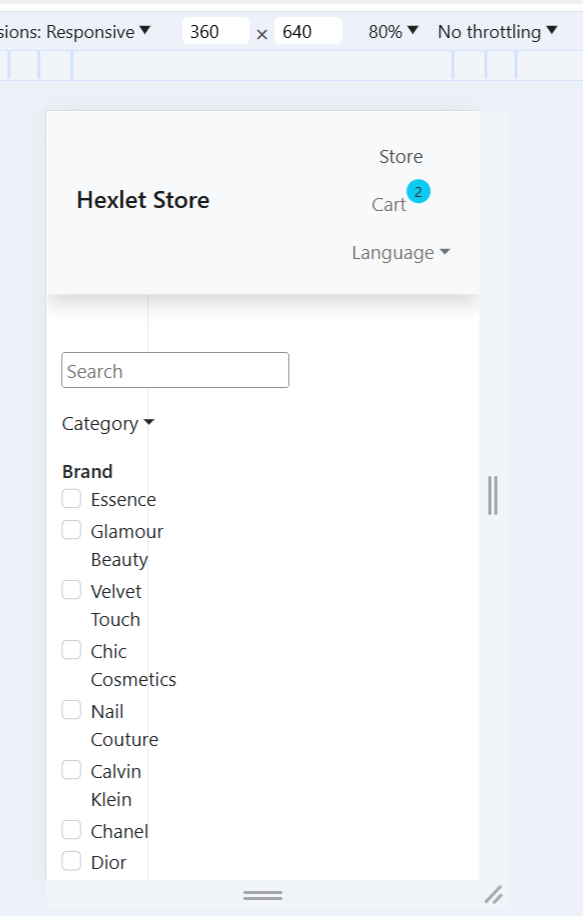 sions: Responsive 360 × 640 80% No throttling
Store
Hexlet Store
Cart 2
Language
Search
Category
Brand
Essence
Glamour
Beauty
Velvet
Touch
Chic
Cosmetics
Nail
Couture
Calvin
Klein
Chanel
Dior